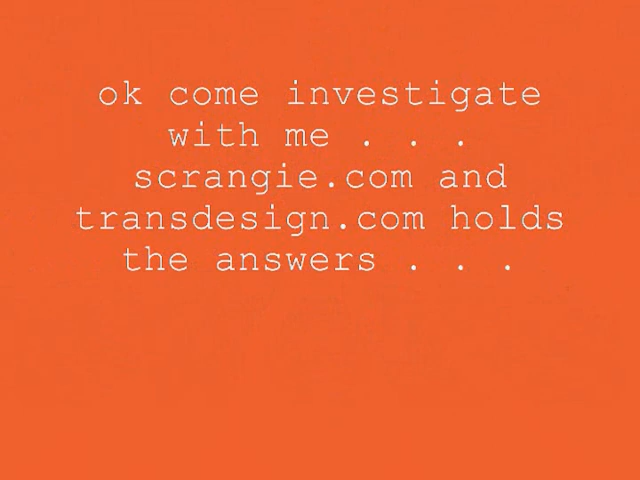 ok come investigate
with me . . .
scrangie.com and
transdesign.com holds
the answers . . .